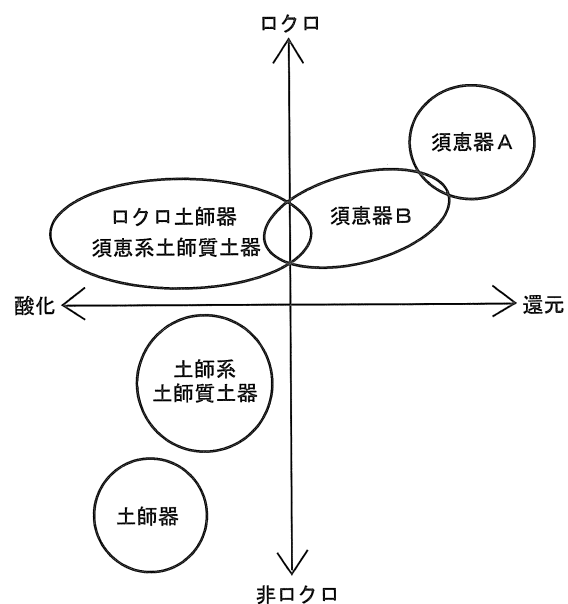 ロクロ
須恵器A
ロクロ土師器
須恵系土師質土器
須恵器B
酸化
還元
土師系
土師質土器
土師器
非ロクロ